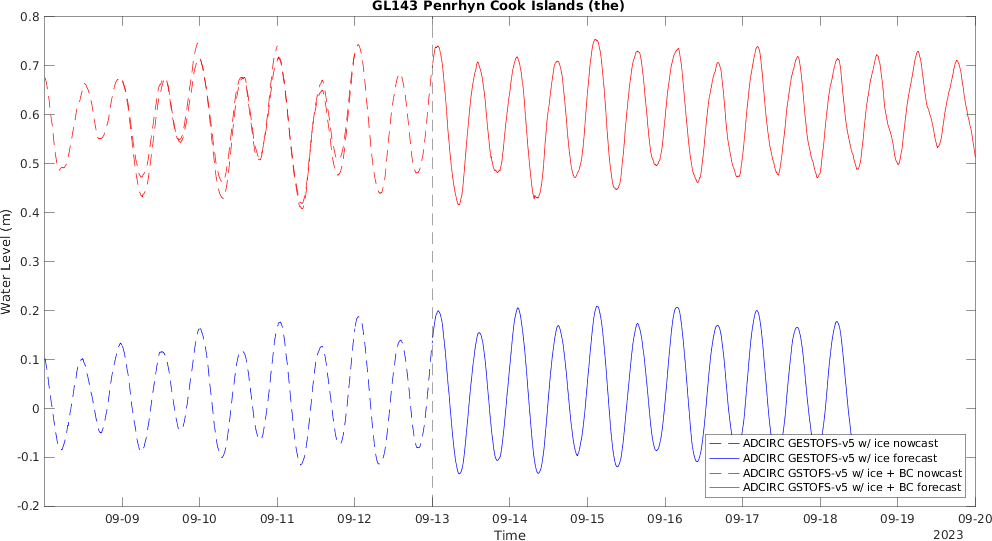 GL143 Penrhyn Cook Islands (the)
0.8
0.7
0.6
0.5
0.4
0.3
0.2
0.1
0
-0.1
-0.2
Water Level (m)
ADCIRC GESTOFS-v5 w/ ice nowcast
ADCIRC GESTOFS-v5 w/ ice forecast
ADCIRC GSTOFS-v5 w/ ice + BC nowcast
ADCIRC GSTOFS-v5 w/ ice + BC forecast
09-09 09-10 09-11 09-12 09-13 09-14 09-15 09-16 09-17 09-18 09-19 09-20
Time
2023